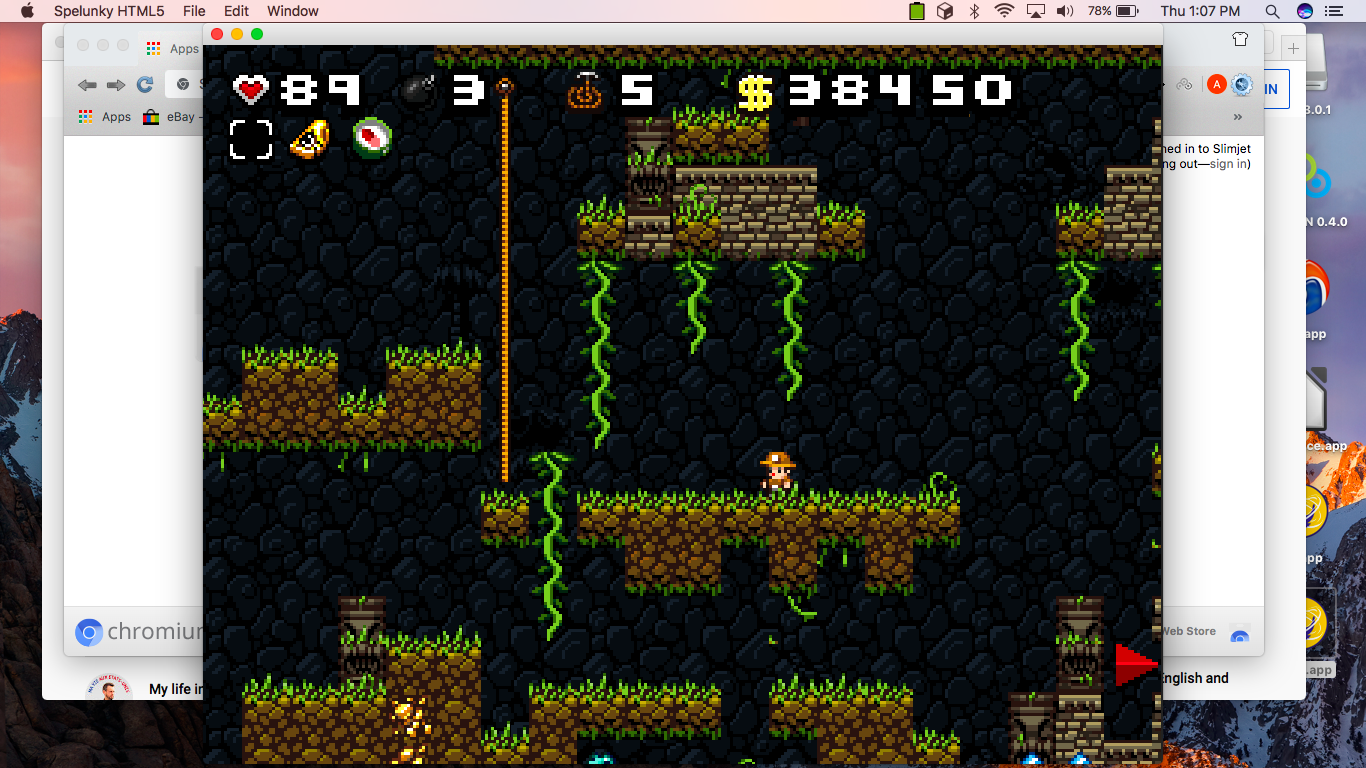 Spelunky HTML5 File Edit Window 78% Thu 1:07 PM
Apps
A IN
Apps eBay -
89 3 5 $38450
3.0.1
ned in to Slimjet
ng out—sign in)
N 0.4.0
app
ce.app
pp
chromium
Web Store
.app
My life in
English and